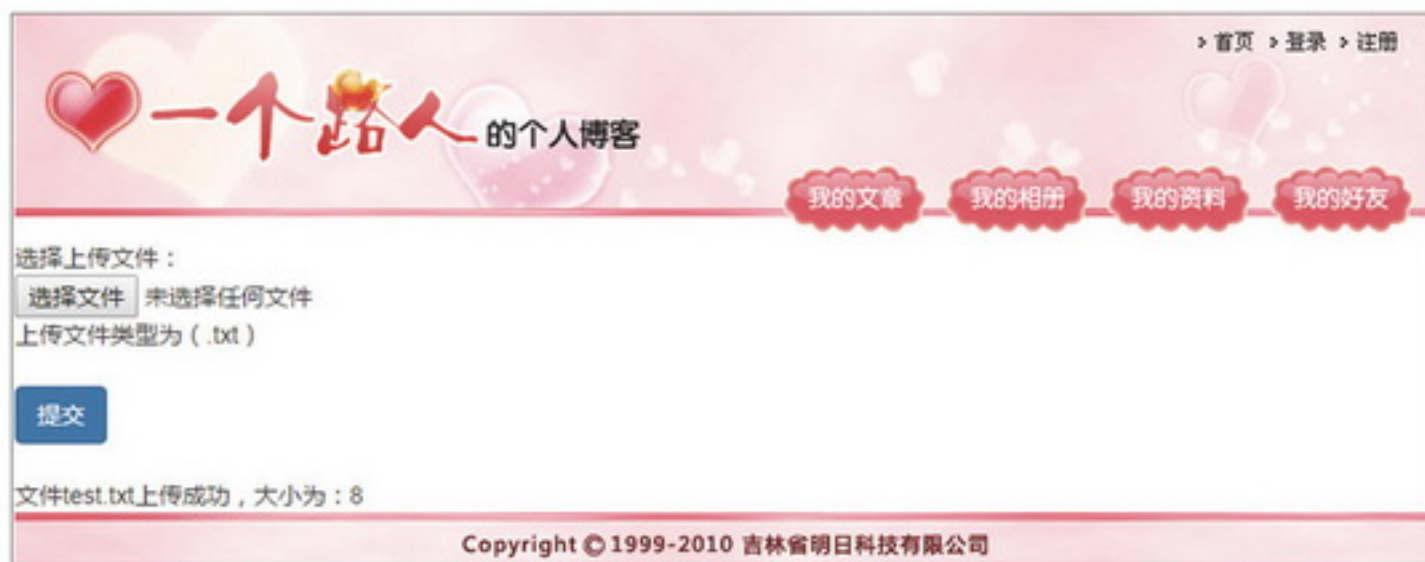 › 首页 › 登录 › 注册
一个路人的个人博客
我的文章 我的相册 我的资料 我的好友
选择上传文件：
选择文件 未选择任何文件
上传文件类型为（.txt）
提交
文件test.txt上传成功，大小为：8
Copyright © 1999-2010 吉林省明日科技有限公司